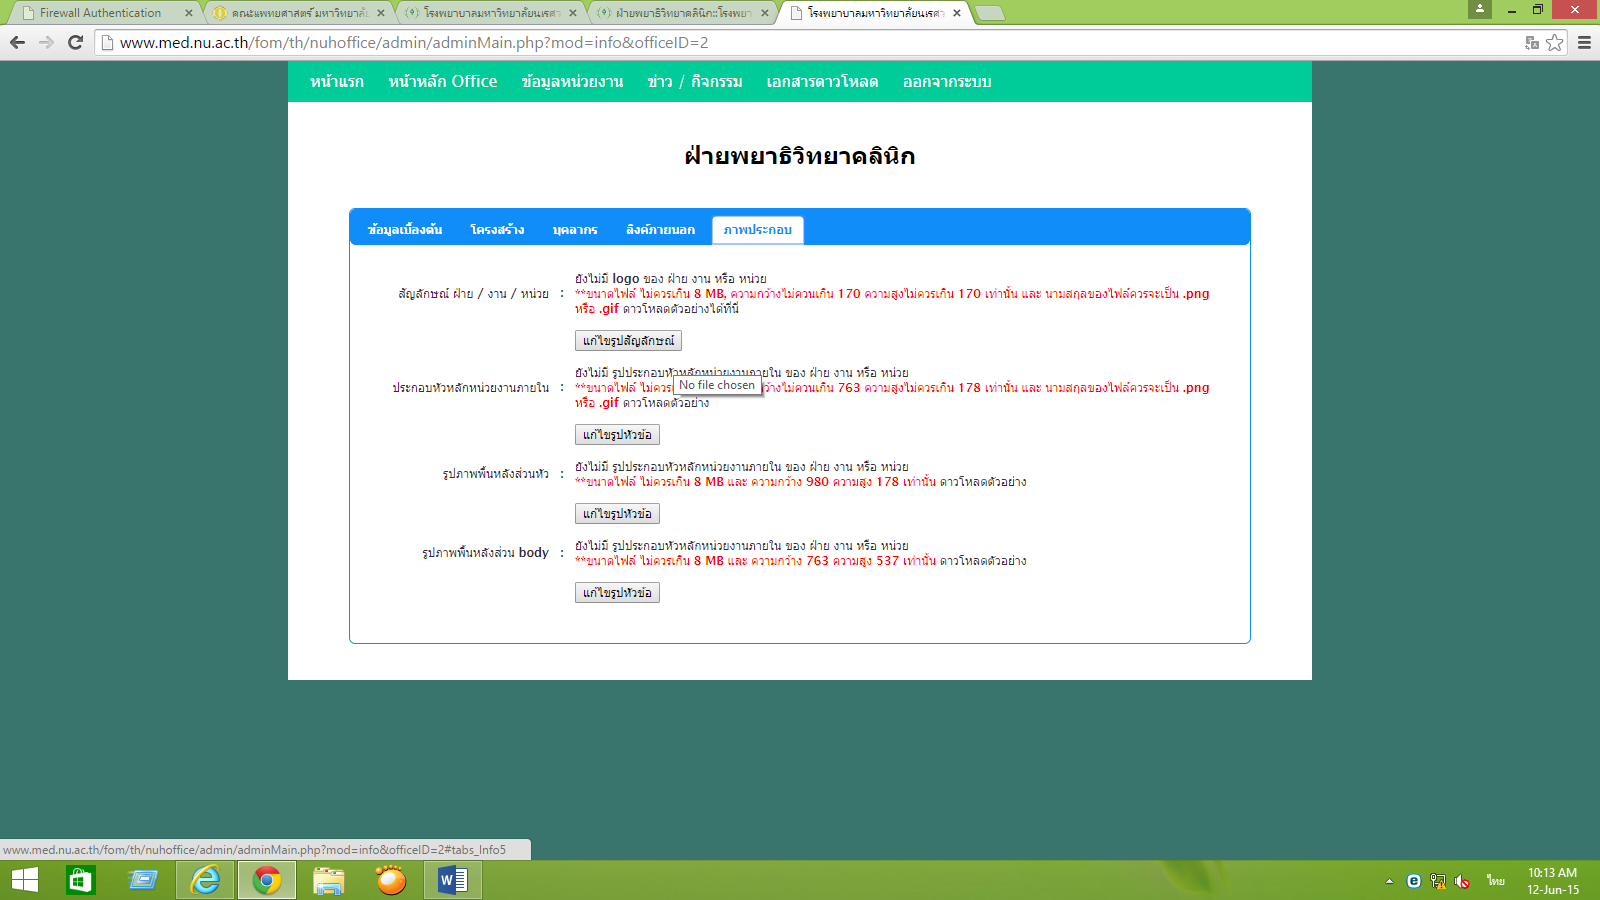 Firewall Authentication
คณะแพทยศาสตร์ มหาวิทยาลัย
โรงพยาบาลมหาวิทยาลัยนเรศว
ฝ่ายพยาธิวิทยาคลินิก::โรงพยา
โรงพยาบาลมหาวิทยาลัยนเรศว
www.med.nu.ac.th/fom/th/nuhoffice/admin/adminMain.php?mod=info&officeID=2
หน้าแรก หน้าหลัก Office ข้อมูลหน่วยงาน ข่าว / กิจกรรม เอกสารดาวโหลด ออกจากระบบ
ฝ่ายพยาธิวิทยาคลินิก
ข้อมูลเบื้องต้น โครงสร้าง บุคลากร ลิงค์ภายนอก ภาพประกอบ
สัญลักษณ์ ฝ่าย / งาน / หน่วย :
ยังไม่มี logo ของ ฝ่าย งาน หรือ หน่วย
**ขนาดไฟล์ ไม่ควรเกิน 8 MB, ความกว้างไม่ควนเกิน 170 ความสูงไม่ควรเกิน 170 เท่านั้น และ นามสกุลของไฟล์ควรจะเป็น .png
หรือ .gif ดาวโหลดตัวอย่างได้ที่นี่
แก้ไขรูปสัญลักษณ์
ประกอบหัวหลักหน่วยงานภายใน :
ยังไม่มี รูปประกอบหัวหลักหน่วยงานภายใน ของ ฝ่าย งาน หรือ หน่วย
**ขนาดไฟล์ ไม่ควรเ No file chosen ว้างไม่ควนเกิน 763 ความสูงไม่ควรเกิน 178 เท่านั้น และ นามสกุลของไฟล์ควรจะเป็น .png
หรือ .gif ดาวโหลดตัวอย่าง
แก้ไขรูปหัวข้อ
รูปภาพพื้นหลังส่วนหัว :
ยังไม่มี รูปประกอบหัวหลักหน่วยงานภายใน ของ ฝ่าย งาน หรือ หน่วย
**ขนาดไฟล์ ไม่ควรเกิน 8 MB และ ความกว้าง 980 ความสูง 178 เท่านั้น ดาวโหลดตัวอย่าง
แก้ไขรูปหัวข้อ
รูปภาพพื้นหลังส่วน body :
ยังไม่มี รูปประกอบหัวหลักหน่วยงานภายใน ของ ฝ่าย งาน หรือ หน่วย
**ขนาดไฟล์ ไม่ควรเกิน 8 MB และ ความกว้าง 763 ความสูง 537 เท่านั้น ดาวโหลดตัวอย่าง
แก้ไขรูปหัวข้อ
www.med.nu.ac.th/fom/th/nuhoffice/admin/adminMain.php?mod=info&officeID=2#tabs_Info5
ไทย
10:13 AM
12-Jun-15